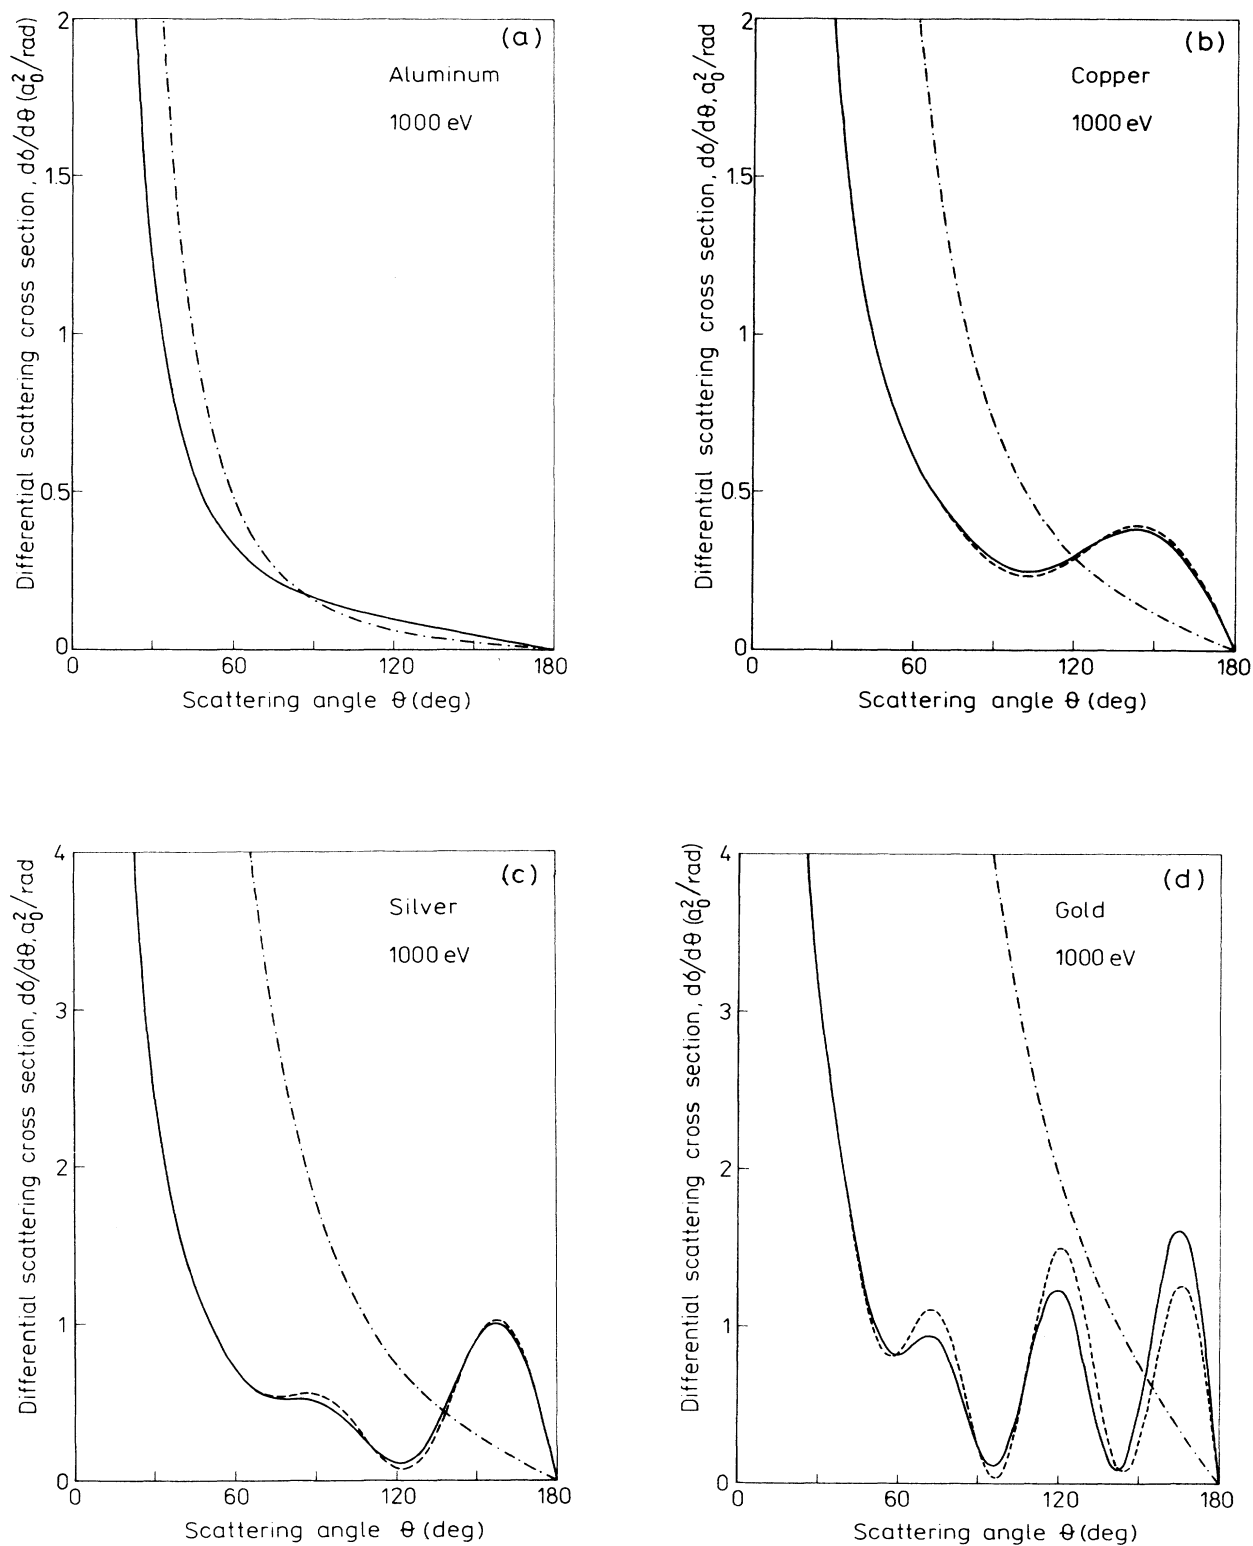 (a)
Aluminum
1000 eV
Differential scattering cross section, dσ/dθ (a₀²/rad)
2
1.5
1
0.5
0
0 60 120 180
Scattering angle θ (deg)
(b)
Copper
1000 eV
Differential scattering cross section, dσ/dθ, a₀²/rad)
2
1.5
1
0.5
0
0 60 120 180
Scattering angle θ (deg)
(c)
Silver
1000 eV
Differential scattering cross section, dσ/dθ, a₀²/rad)
4
3
2
1
0
0 60 120 180
Scattering angle θ (deg)
(d)
Gold
1000 eV
Differential scattering cross section, dσ/dθ (a₀²/rad)
4
3
2
1
0
0 60 120 180
Scattering angle θ (deg)